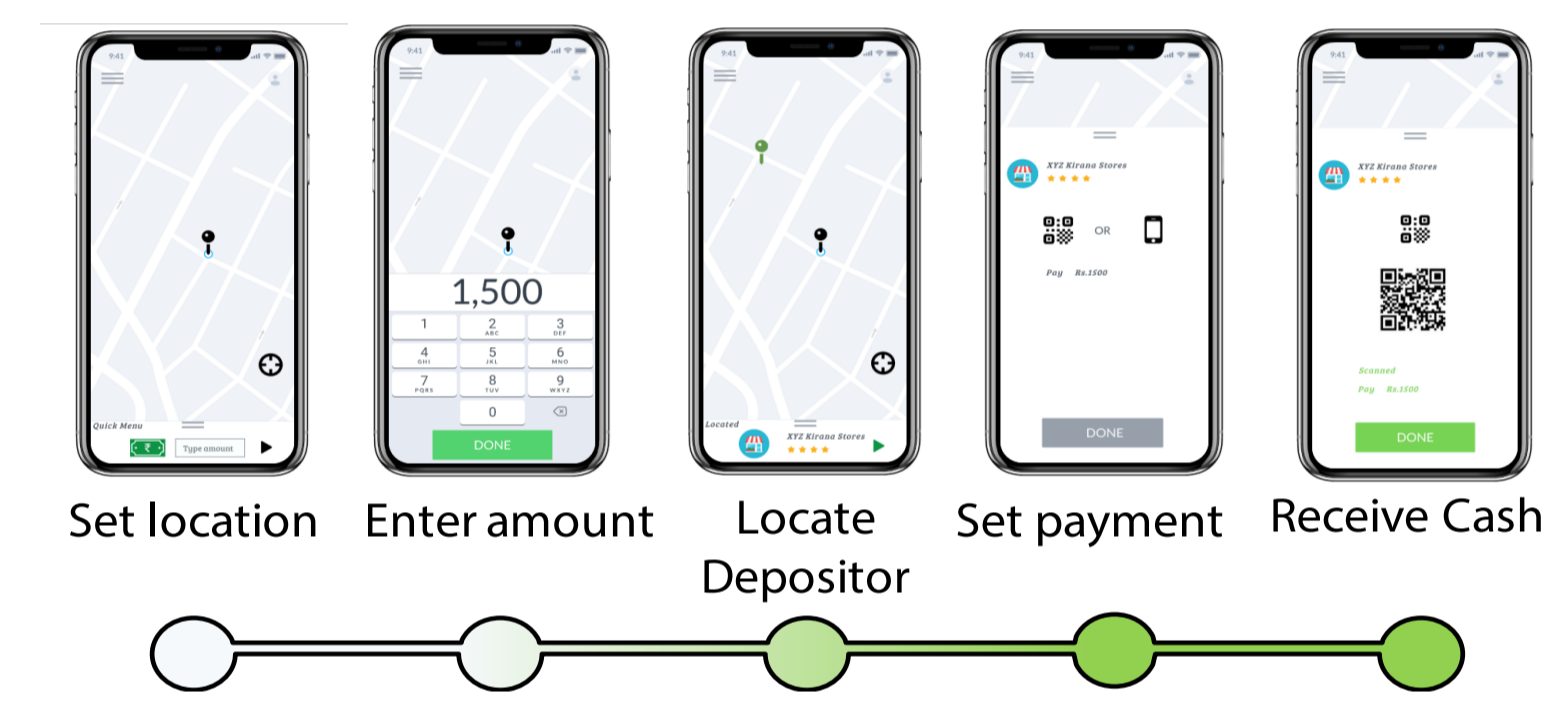 9:41
Quick Menu
₹
Type amount
9:41
1,500
1
2
ABC
3
DEF
4
GHI
5
JKL
6
MNO
7
PQRS
8
TUV
9
WXYZ
0
DONE
9:41
Located
XYZ Kirana Stores
9:41
XYZ Kirana Stores
OR
Pay Rs.1500
DONE
9:41
XYZ Kirana Stores
Scanned
Pay Rs.1500
DONE
Set location
Enter amount
Locate
Depositor
Set payment
Receive Cash